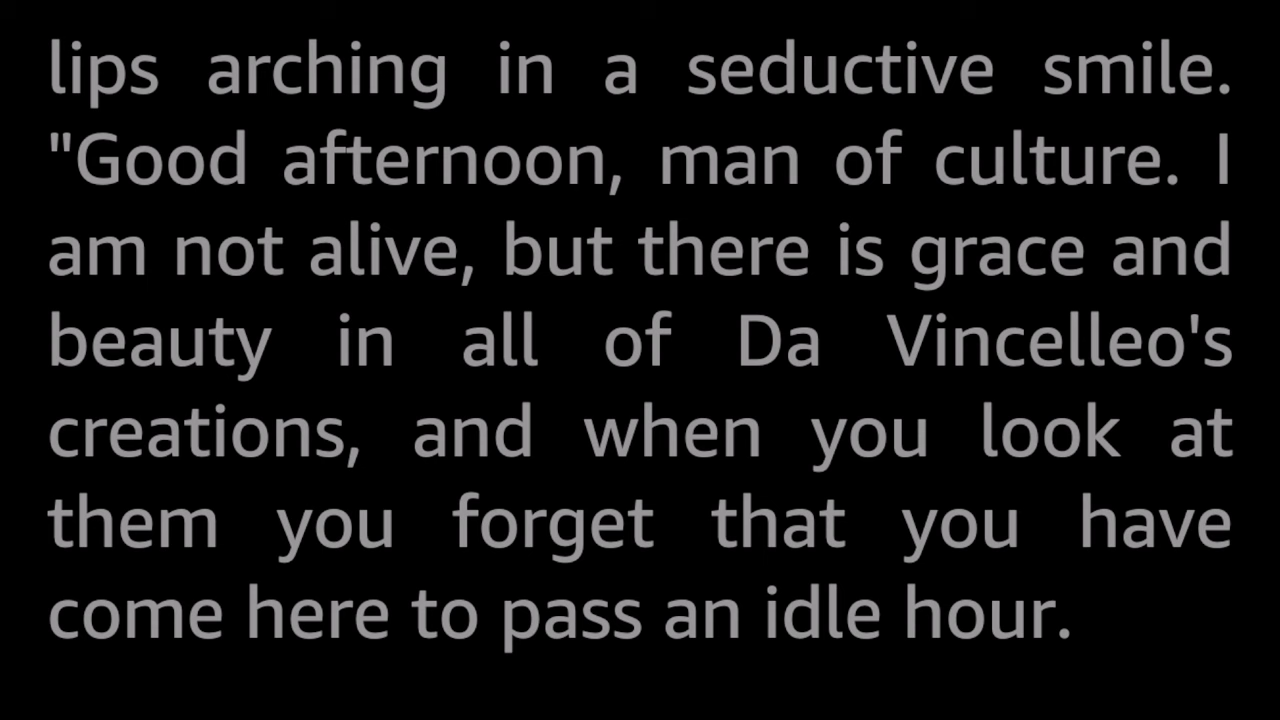 lips arching in a seductive smile.
"Good afternoon, man of culture. I
am not alive, but there is grace and
beauty in all of Da Vincelleo's
creations, and when you look at
them you forget that you have
come here to pass an idle hour.